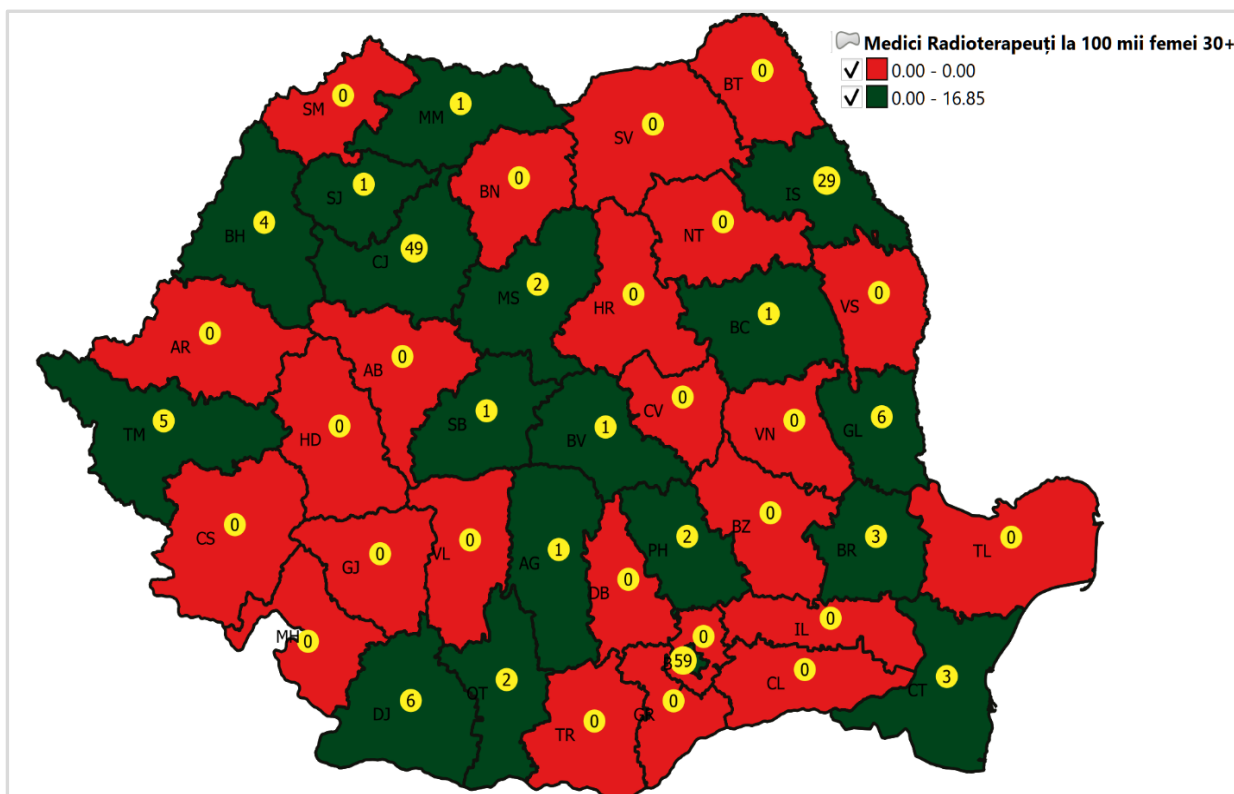 Medici Radioterapeuți la 100 mii femei 30+
0.00 - 0.00
0.00 - 16.85
BT 0
SM 0
MM 1
SV 0
IS 29
BN 0
SJ 1
BH 4
NT 0
CJ 49
MS 2
HR 0
VS 0
BC 1
AR 0
AB 0
CV 0
SB 1
BV 1
VN 0
GL 6
TM 5
HD 0
CS 0
BZ 0
PH 2
BR 3
TL 0
GJ 0
VL 0
AG 1
DB 0
IL 0
MH 0
0
B 59
CL 0
CT 3
OT 2
DJ 6
GR 0
TR 0